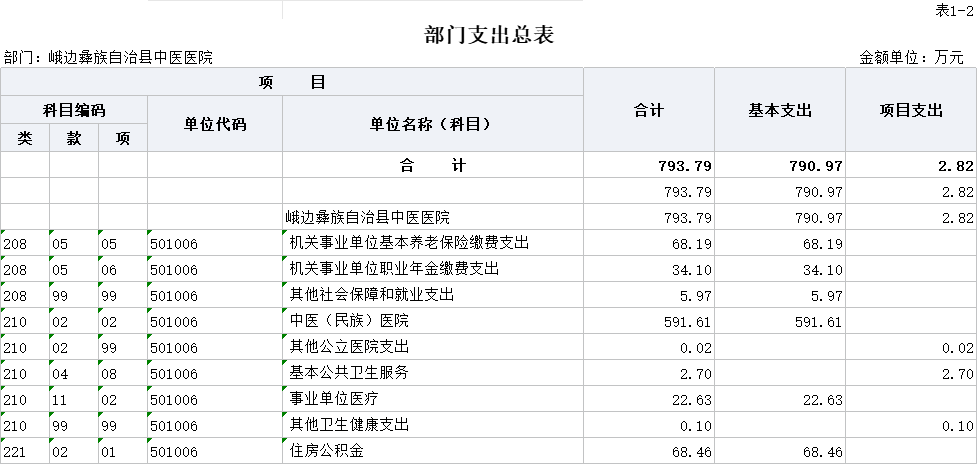 表1-2
部门支出总表
部门：峨边彝族自治县中医医院 金额单位：万元
项 目 合计 基本支出 项目支出
科目编码 单位代码 单位名称（科目）
类 款 项
合 计 793.79 790.97 2.82
793.79 790.97 2.82
峨边彝族自治县中医医院 793.79 790.97 2.82
208 05 05 501006 机关事业单位基本养老保险缴费支出 68.19 68.19
208 05 06 501006 机关事业单位职业年金缴费支出 34.10 34.10
208 99 99 501006 其他社会保障和就业支出 5.97 5.97
210 02 02 501006 中医（民族）医院 591.61 591.61
210 02 99 501006 其他公立医院支出 0.02 0.02
210 04 08 501006 基本公共卫生服务 2.70 2.70
210 11 02 501006 事业单位医疗 22.63 22.63
210 99 99 501006 其他卫生健康支出 0.10 0.10
221 02 01 501006 住房公积金 68.46 68.46